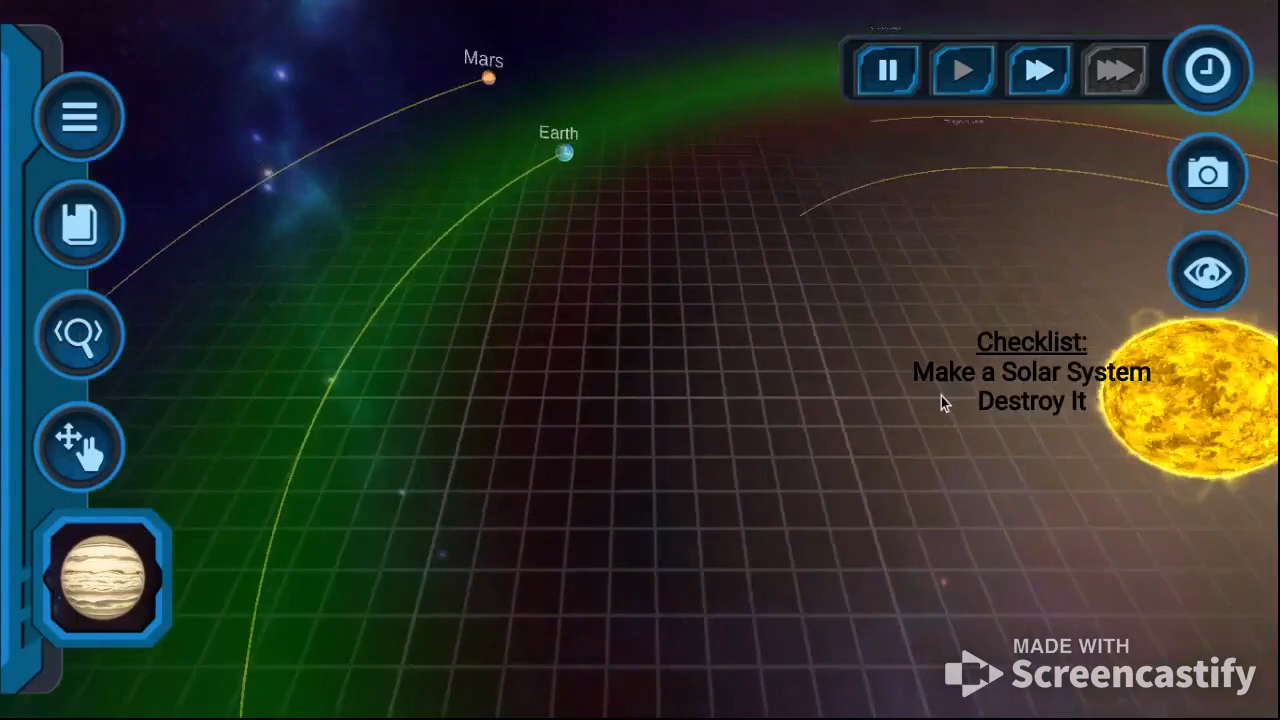 Mars
Earth
Checklist:
Make a Solar System
Destroy It
MADE WITH
Screencastify